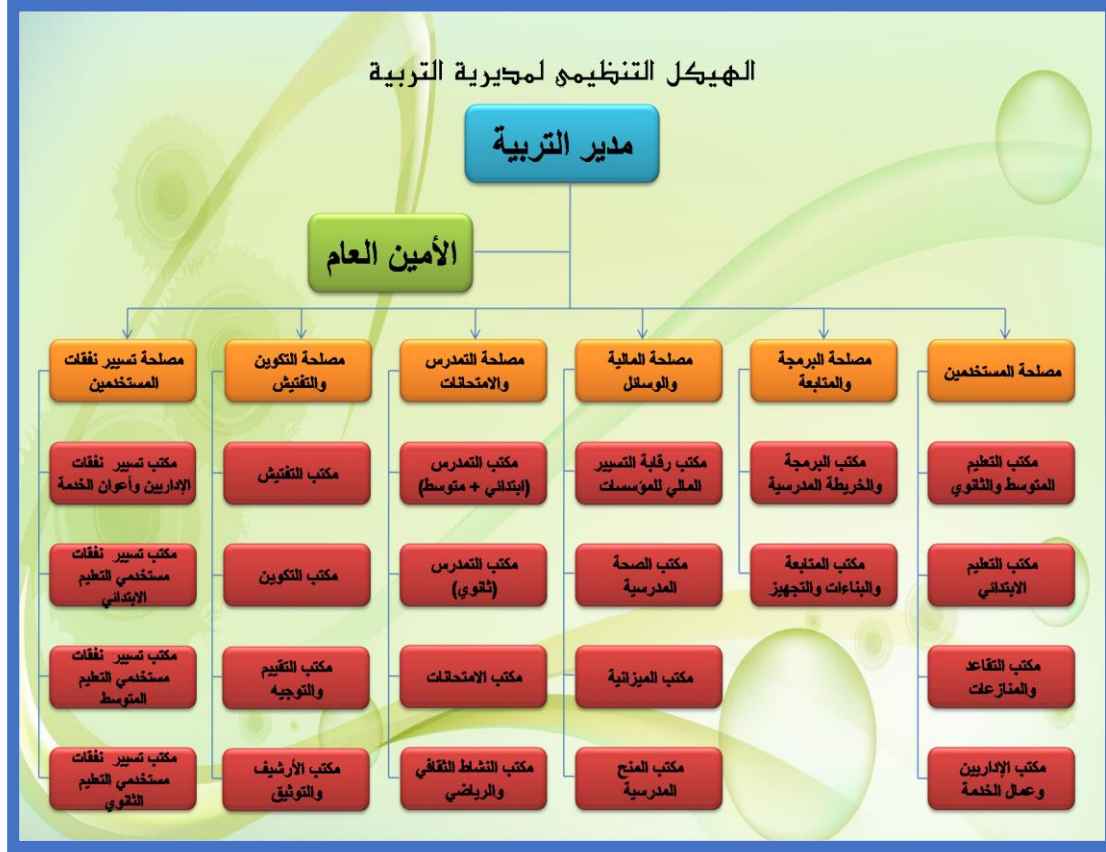 الهيكل التنظيمي لمديرية التربية
مدير التربية
الأمين العام
مصلحة المستخدمين
مصلحة البرمجة
والمتابعة
مصلحة المالية
والوسائل
مصلحة التمدرس
والامتحانات
مصلحة التكوين
والتفتيش
مصلحة تسيير نفقات
المستخدمين
مكتب التعليم
المتوسط والثانوي
مكتب البرمجة
والخريطة المدرسية
مكتب رقابة التسيير
المالي للمؤسسات
مكتب التمدرس
(ابتدائي + متوسط)
مكتب التفتيش
مكتب تسيير نفقات
الإداريين وأعوان الخدمة
مكتب التعليم
الابتدائي
مكتب المتابعة
والبناءات والتجهيز
مكتب الصحة
المدرسية
مكتب التمدرس
(ثانوي)
مكتب التكوين
مكتب تسيير نفقات
مستخدمي التعليم
الابتدائي
مكتب التقاعد
والمنازعات
مكتب الميزانية
مكتب الامتحانات
مكتب التقييم
والتوجيه
مكتب تسيير نفقات
مستخدمي التعليم
المتوسط
مكتب الإداريين
وعمال الخدمة
مكتب المنح
المدرسية
مكتب النشاط الثقافي
والرياضي
مكتب الأرشيف
والتوثيق
مكتب تسيير نفقات
مستخدمي التعليم
الثانوي